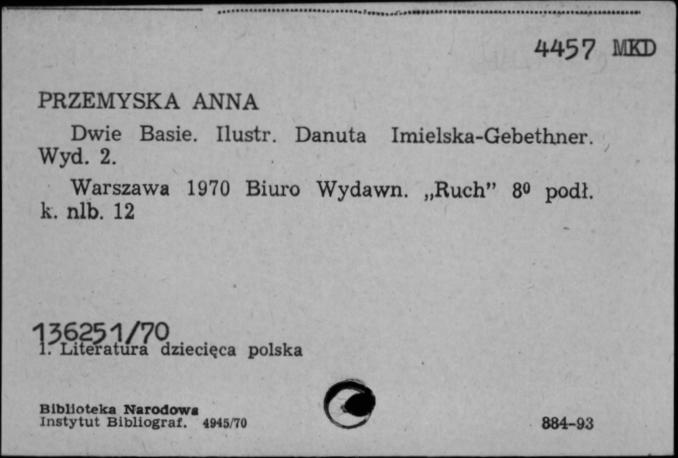 4457 MKD
PRZEMYSKA ANNA
Dwie Basie. Ilustr. Danuta Imielska-Gebethner.
Wyd. 2.
Warszawa 1970 Biuro Wydawn. „Ruch” 8⁰ podł.
k. nlb. 12
136251/70
1. Literatura dziecięca polska
Biblioteka Narodowa
Instytut Bibliograf. 4945/70
884-93